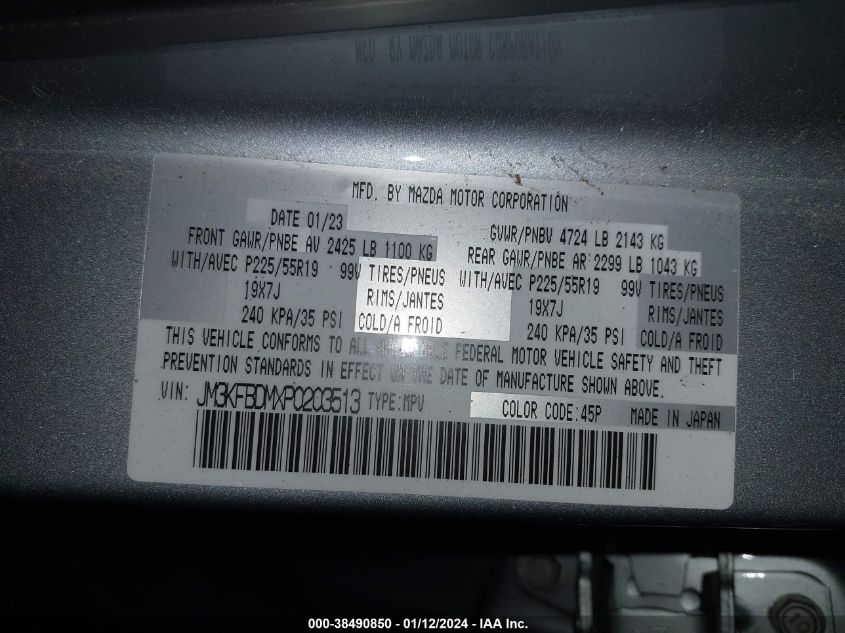 MFD. BY MAZDA MOTOR CORPORATION
DATE 01/23 GVWR/PNBV 4724 LB 2143 KG
FRONT GAWR/PNBE AV 2425 LB 1100 KG REAR GAWR/PNBE AR 2299 LB 1043 KG
WITH/AVEC P225/55R19 99V TIRES/PNEUS WITH/AVEC P225/55R19 99V TIRES/PNEUS
19X7J RIMS/JANTES 19X7J RIMS/JANTES
240 KPA/35 PSI COLD/A FROID 240 KPA/35 PSI COLD/A FROID
THIS VEHICLE CONFORMS TO ALL APPLICABLE FEDERAL MOTOR VEHICLE SAFETY AND THEFT
PREVENTION STANDARDS IN EFFECT ON THE DATE OF MANUFACTURE SHOWN ABOVE.
VIN: JM3KFBDMXP0203513 TYPE:MPV COLOR CODE:45P MADE IN JAPAN
000-38490850 - 01/12/2024 - IAA Inc.